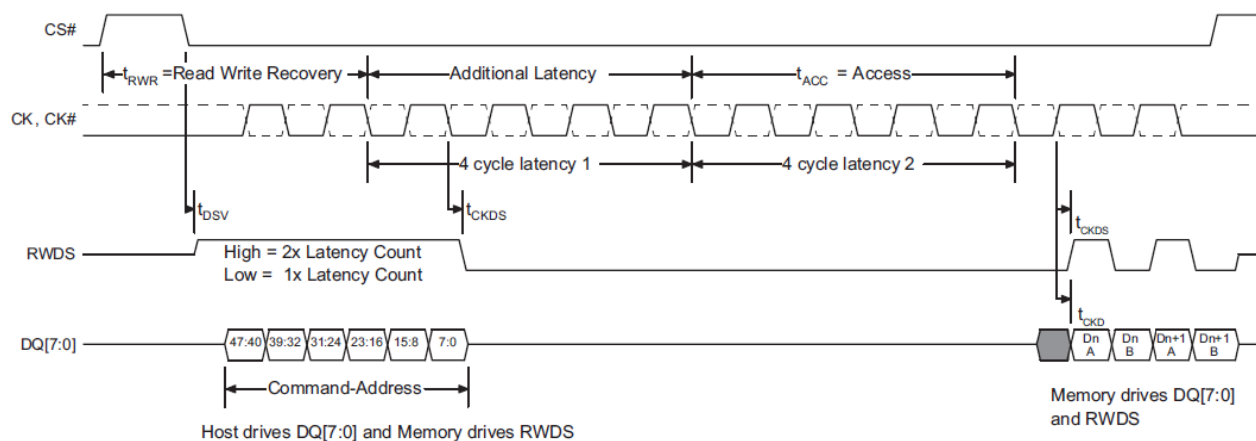 CS#
tRWR =Read Write Recovery
Additional Latency
tACC = Access
CK , CK#
4 cycle latency 1
4 cycle latency 2
tDSV
tCKDS
tCKDS
RWDS
High = 2x Latency Count
Low = 1x Latency Count
tCKD
DQ[7:0]
47:40 39:32 31:24 23:16 15:8 7:0
Dn A
Dn B
Dn+1 A
Dn+1 B
Command-Address
Memory drives DQ[7:0]
and RWDS
Host drives DQ[7:0] and Memory drives RWDS